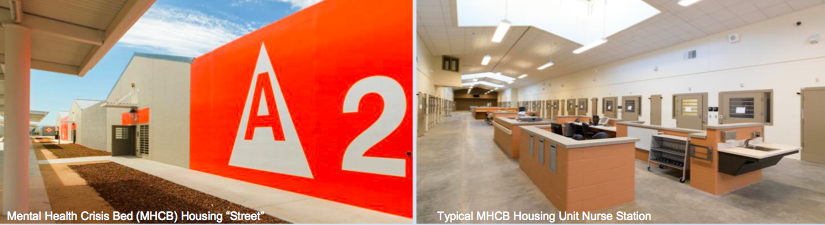 A 2
Mental Health Crisis Bed (MHCB) Housing “Street”
Typical MHCB Housing Unit Nurse Station